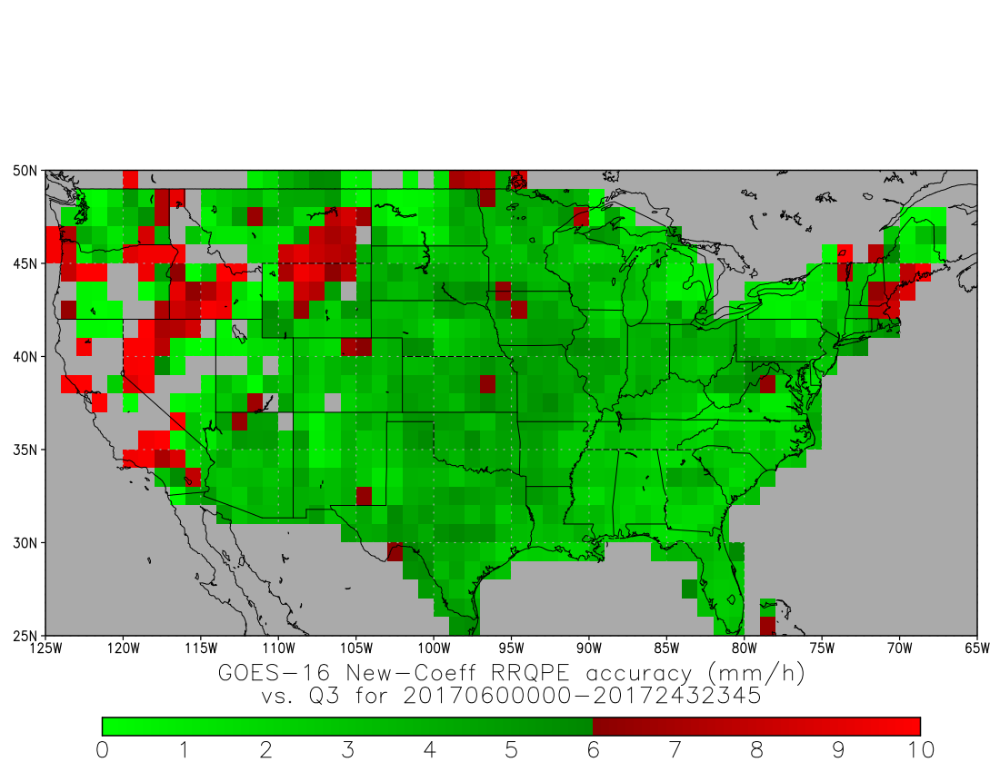 50N
45N
40N
35N
30N
25N
125W 120W 115W 110W 105W 100W 95W 90W 85W 80W 75W 70W 65W
GOES-16 New-Coeff RRQPE accuracy (mm/h)
vs. Q3 for 20170600000-20172432345
0 1 2 3 4 5 6 7 8 9 10